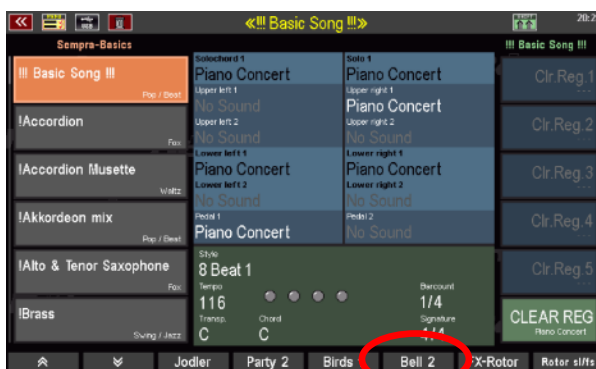 «!!! Basic Song !!!»
20:2
Sempra-Basics
!!! Basic Song !!!
!!! Basic Song !!!
Pop / Beat
!Accordion
Fox
!Accordion Musette
Waltz
!Akkordeon mix
Pop / Beat
!Alto & Tenor Saxophone
Fox
!Brass
Swing / Jazz
Solochord 1
Piano Concert
Solo 1
Piano Concert
Upper left 1
No Sound
Upper right 1
Piano Concert
Upper left 2
No Sound
Upper right 2
No Sound
Lower left 1
Piano Concert
Lower right 1
Piano Concert
Lower left 2
No Sound
Lower right 2
No Sound
Pedal 1
Piano Concert
Pedal 2
No Sound
Style
8 Beat 1
Tempo
116
Barcount
1/4
Transp.
C
Chord
C
Signature
4/4
Clr.Reg.1
Clr.Reg.2
Clr.Reg.3
Clr.Reg.4
Clr.Reg.5
CLEAR REG
Piano Concert
Jodler
Party 2
Birds
Bell 2
FX-Rotor
Rotor sl/fs